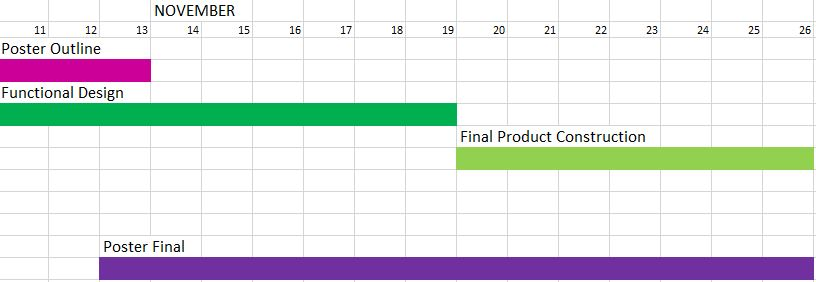 NOVEMBER
11 12 13 14 15 16 17 18 19 20 21 22 23 24 25 26
Poster Outline
Functional Design
Final Product Construction
Poster Final